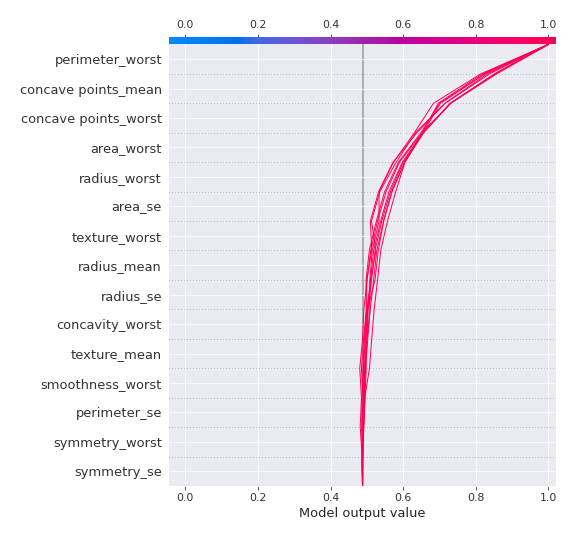 0.0 0.2 0.4 0.6 0.8 1.0
perimeter_worst
concave points_mean
concave points_worst
area_worst
radius_worst
area_se
texture_worst
radius_mean
radius_se
concavity_worst
texture_mean
smoothness_worst
perimeter_se
symmetry_worst
symmetry_se
0.0 0.2 0.4 0.6 0.8 1.0
Model output value